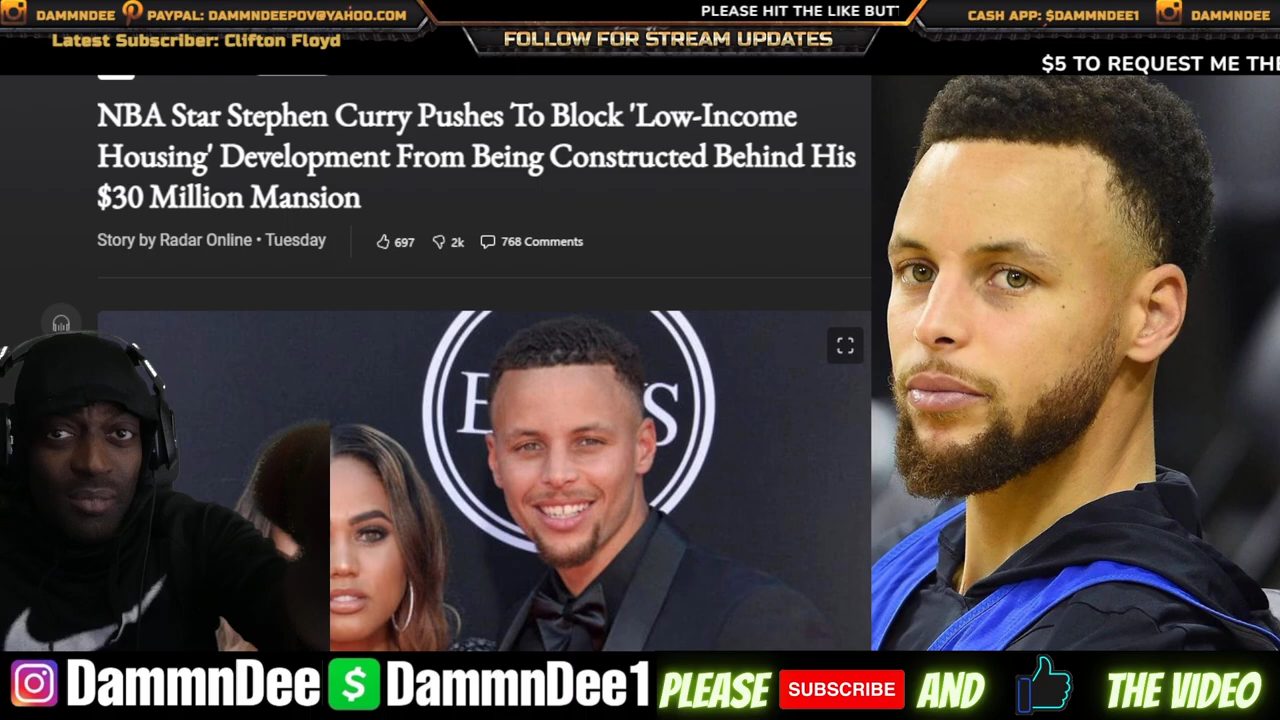 DAMMNDEE PAYPAL: DAMMNDEEPOV@YAHOO.COM
PLEASE HIT THE LIKE BUT
CASH APP: $DAMMNDEE1 DAMMNDEE
Latest Subscriber: Clifton Floyd
FOLLOW FOR STREAM UPDATES
$5 TO REQUEST ME THE
NBA Star Stephen Curry Pushes To Block 'Low-Income
Housing' Development From Being Constructed Behind His
$30 Million Mansion
Story by Radar Online • Tuesday 697 2k 768 Comments
DammnDee $ DammnDee1 PLEASE SUBSCRIBE AND THE VIDEO